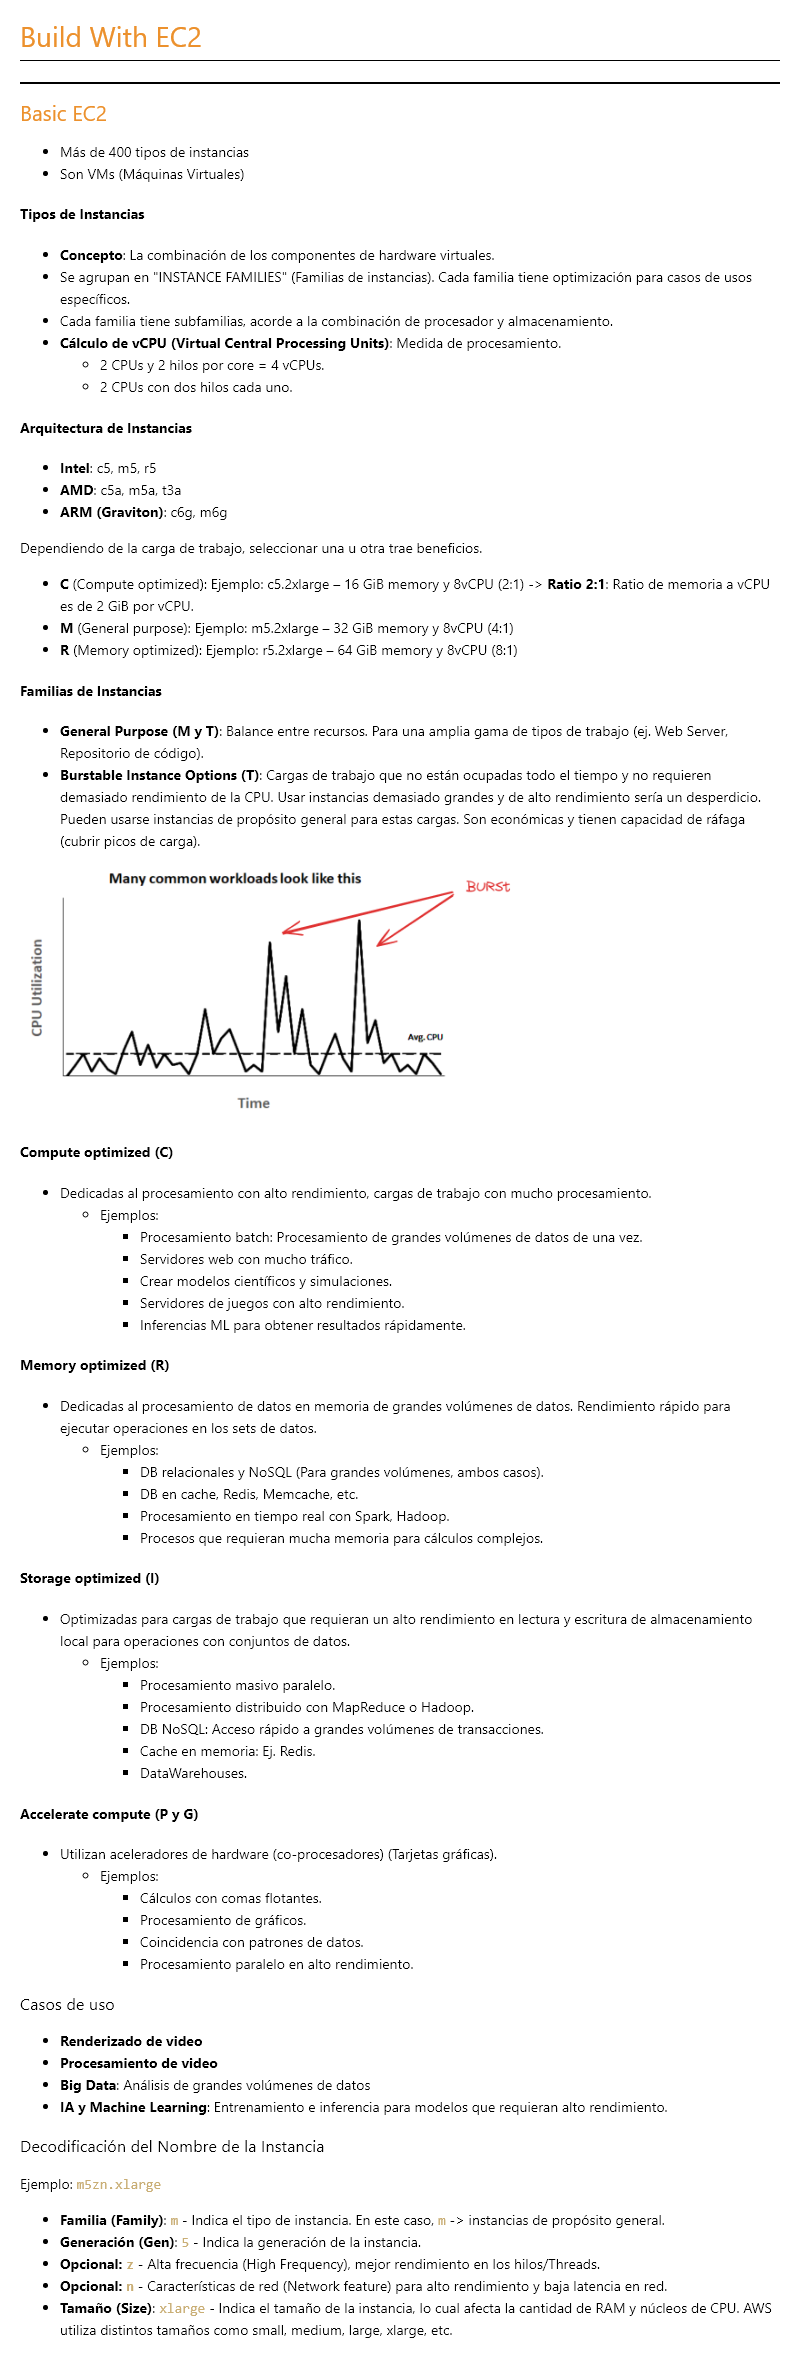 Build With EC2
Basic EC2
Más de 400 tipos de instancias
Son VMs (Máquinas Virtuales)
Tipos de Instancias
Concepto: La combinación de los componentes de hardware virtuales.
Se agrupan en "INSTANCE FAMILIES" (Familias de instancias). Cada familia tiene optimización para casos de usos
específicos.
Cada familia tiene subfamilias, acorde a la combinación de procesador y almacenamiento.
Cálculo de vCPU (Virtual Central Processing Units): Medida de procesamiento.
2 CPUs y 2 hilos por core = 4 vCPUs.
2 CPUs con dos hilos cada uno.
Arquitectura de Instancias
Intel: c5, m5, r5
AMD: c5a, m5a, t3a
ARM (Graviton): c6g, m6g
Dependiendo de la carga de trabajo, seleccionar una u otra trae beneficios.
C (Compute optimized): Ejemplo: c5.2xlarge – 16 GiB memory y 8vCPU (2:1) -> Ratio 2:1: Ratio de memoria a vCPU
es de 2 GiB por vCPU.
M (General purpose): Ejemplo: m5.2xlarge – 32 GiB memory y 8vCPU (4:1)
R (Memory optimized): Ejemplo: r5.2xlarge – 64 GiB memory y 8vCPU (8:1)
Familias de Instancias
General Purpose (M y T): Balance entre recursos. Para una amplia gama de tipos de trabajo (ej. Web Server,
Repositorio de código).
Burstable Instance Options (T): Cargas de trabajo que no están ocupadas todo el tiempo y no requieren
demasiado rendimiento de la CPU. Usar instancias demasiado grandes y de alto rendimiento sería un desperdicio.
Pueden usarse instancias de propósito general para estas cargas. Son económicas y tienen capacidad de ráfaga
(cubrir picos de carga).
Many common workloads look like this
BURST
CPU Utilization
Avg. CPU
Time
Compute optimized (C)
Dedicadas al procesamiento con alto rendimiento, cargas de trabajo con mucho procesamiento.
Ejemplos:
Procesamiento batch: Procesamiento de grandes volúmenes de datos de una vez.
Servidores web con mucho tráfico.
Crear modelos científicos y simulaciones.
Servidores de juegos con alto rendimiento.
Inferencias ML para obtener resultados rápidamente.
Memory optimized (R)
Dedicadas al procesamiento de datos en memoria de grandes volúmenes de datos. Rendimiento rápido para
ejecutar operaciones en los sets de datos.
Ejemplos:
DB relacionales y NoSQL (Para grandes volúmenes, ambos casos).
DB en cache, Redis, Memcache, etc.
Procesamiento en tiempo real con Spark, Hadoop.
Procesos que requieran mucha memoria para cálculos complejos.
Storage optimized (I)
Optimizadas para cargas de trabajo que requieran un alto rendimiento en lectura y escritura de almacenamiento
local para operaciones con conjuntos de datos.
Ejemplos:
Procesamiento masivo paralelo.
Procesamiento distribuido con MapReduce o Hadoop.
DB NoSQL: Acceso rápido a grandes volúmenes de transacciones.
Cache en memoria: Ej. Redis.
DataWarehouses.
Accelerate compute (P y G)
Utilizan aceleradores de hardware (co-procesadores) (Tarjetas gráficas).
Ejemplos:
Cálculos con comas flotantes.
Procesamiento de gráficos.
Coincidencia con patrones de datos.
Procesamiento paralelo en alto rendimiento.
Casos de uso
Renderizado de video
Procesamiento de video
Big Data: Análisis de grandes volúmenes de datos
IA y Machine Learning: Entrenamiento e inferencia para modelos que requieran alto rendimiento.
Decodificación del Nombre de la Instancia
Ejemplo: m5zn.xlarge
Familia (Family): m - Indica el tipo de instancia. En este caso, m -> instancias de propósito general.
Generación (Gen): 5 - Indica la generación de la instancia.
Opcional: z - Alta frecuencia (High Frequency), mejor rendimiento en los hilos/Threads.
Opcional: n - Características de red (Network feature) para alto rendimiento y baja latencia en red.
Tamaño (Size): xlarge - Indica el tamaño de la instancia, lo cual afecta la cantidad de RAM y núcleos de CPU. AWS
utiliza distintos tamaños como small, medium, large, xlarge, etc.